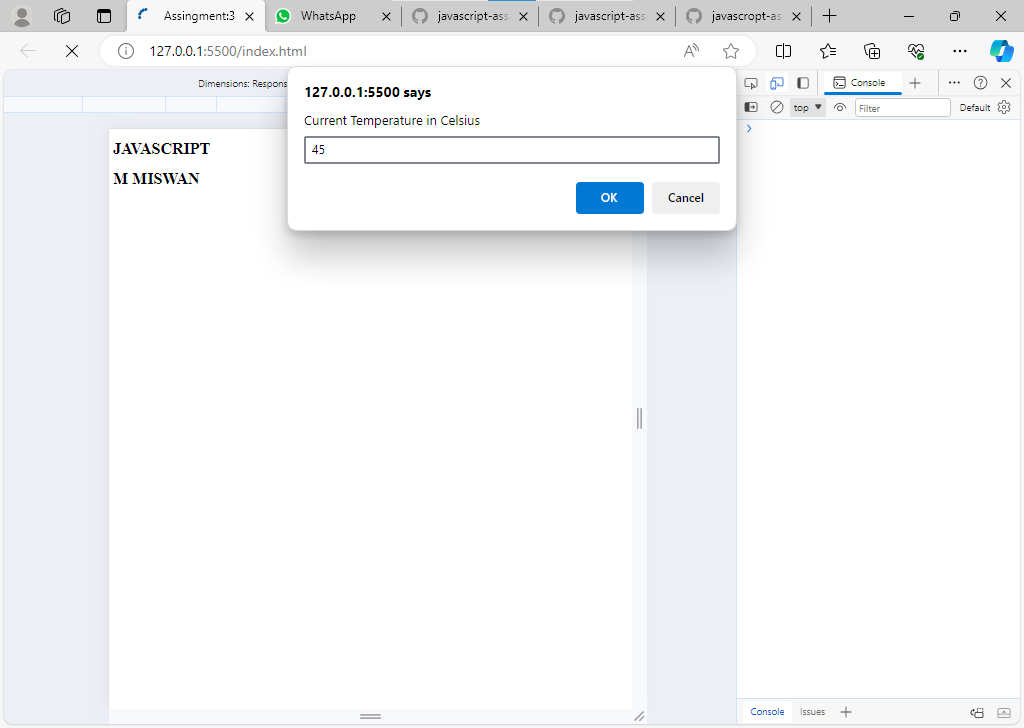 Assingment:3
WhatsApp
javascript-ass
javascript-ass
javascropt-as
127.0.0.1:5500/index.html
Dimensions: Respons
127.0.0.1:5500 says
Current Temperature in Celsius
45
OK
Cancel
JAVASCRIPT
M MISWAN
Console
top
Filter
Default
Console
Issues